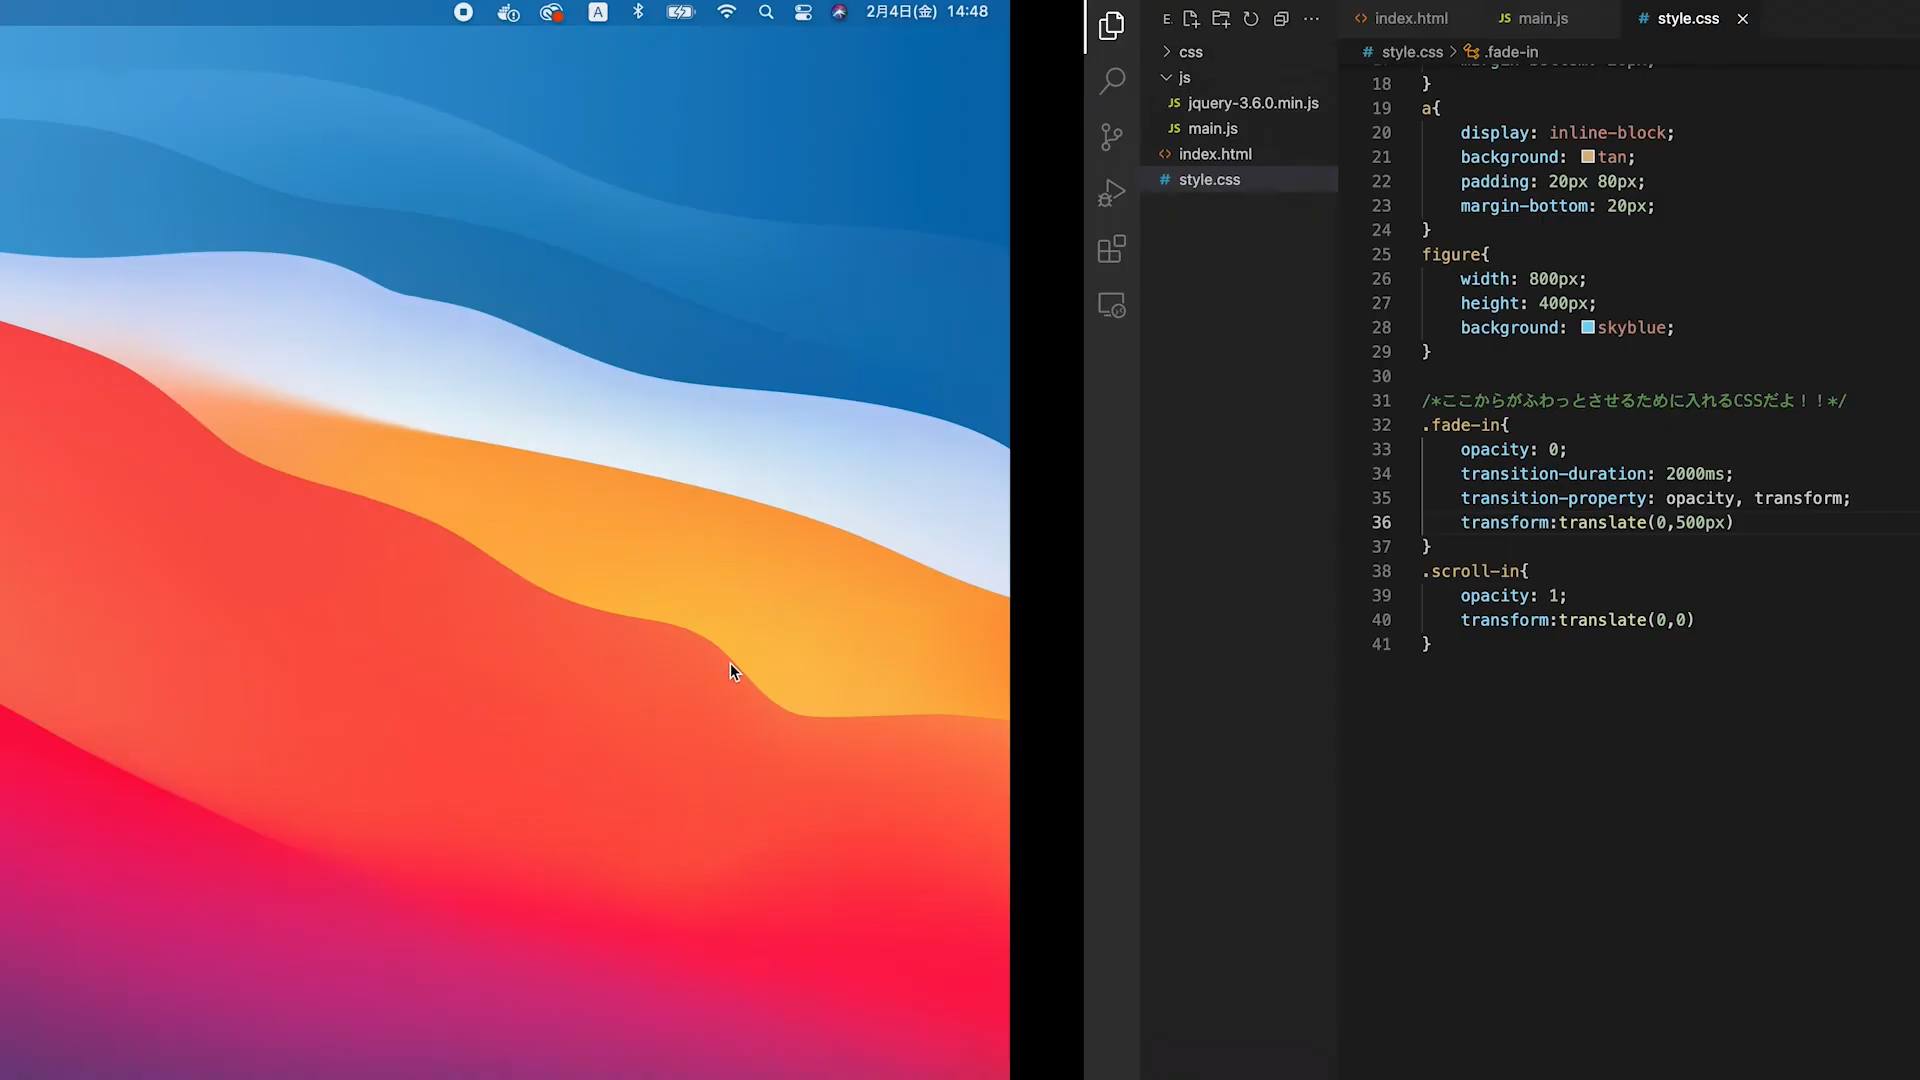 A
2月4日(金) 14:48
E
css
js
JS jquery-3.6.0.min.js
JS main.js
<> index.html
# style.css
<> index.html
JS main.js
# style.css
# style.css > .fade-in
18 }
19 a{
20 display: inline-block;
21 background: tan;
22 padding: 20px 80px;
23 margin-bottom: 20px;
24 }
25 figure{
26 width: 800px;
27 height: 400px;
28 background: skyblue;
29 }
30
31 /*ここからがふわっとさせるために入れるCSSだよ！！*/
32 .fade-in{
33 opacity: 0;
34 transition-duration: 2000ms;
35 transition-property: opacity, transform;
36 transform:translate(0,500px)
37 }
38 .scroll-in{
39 opacity: 1;
40 transform:translate(0,0)
41 }